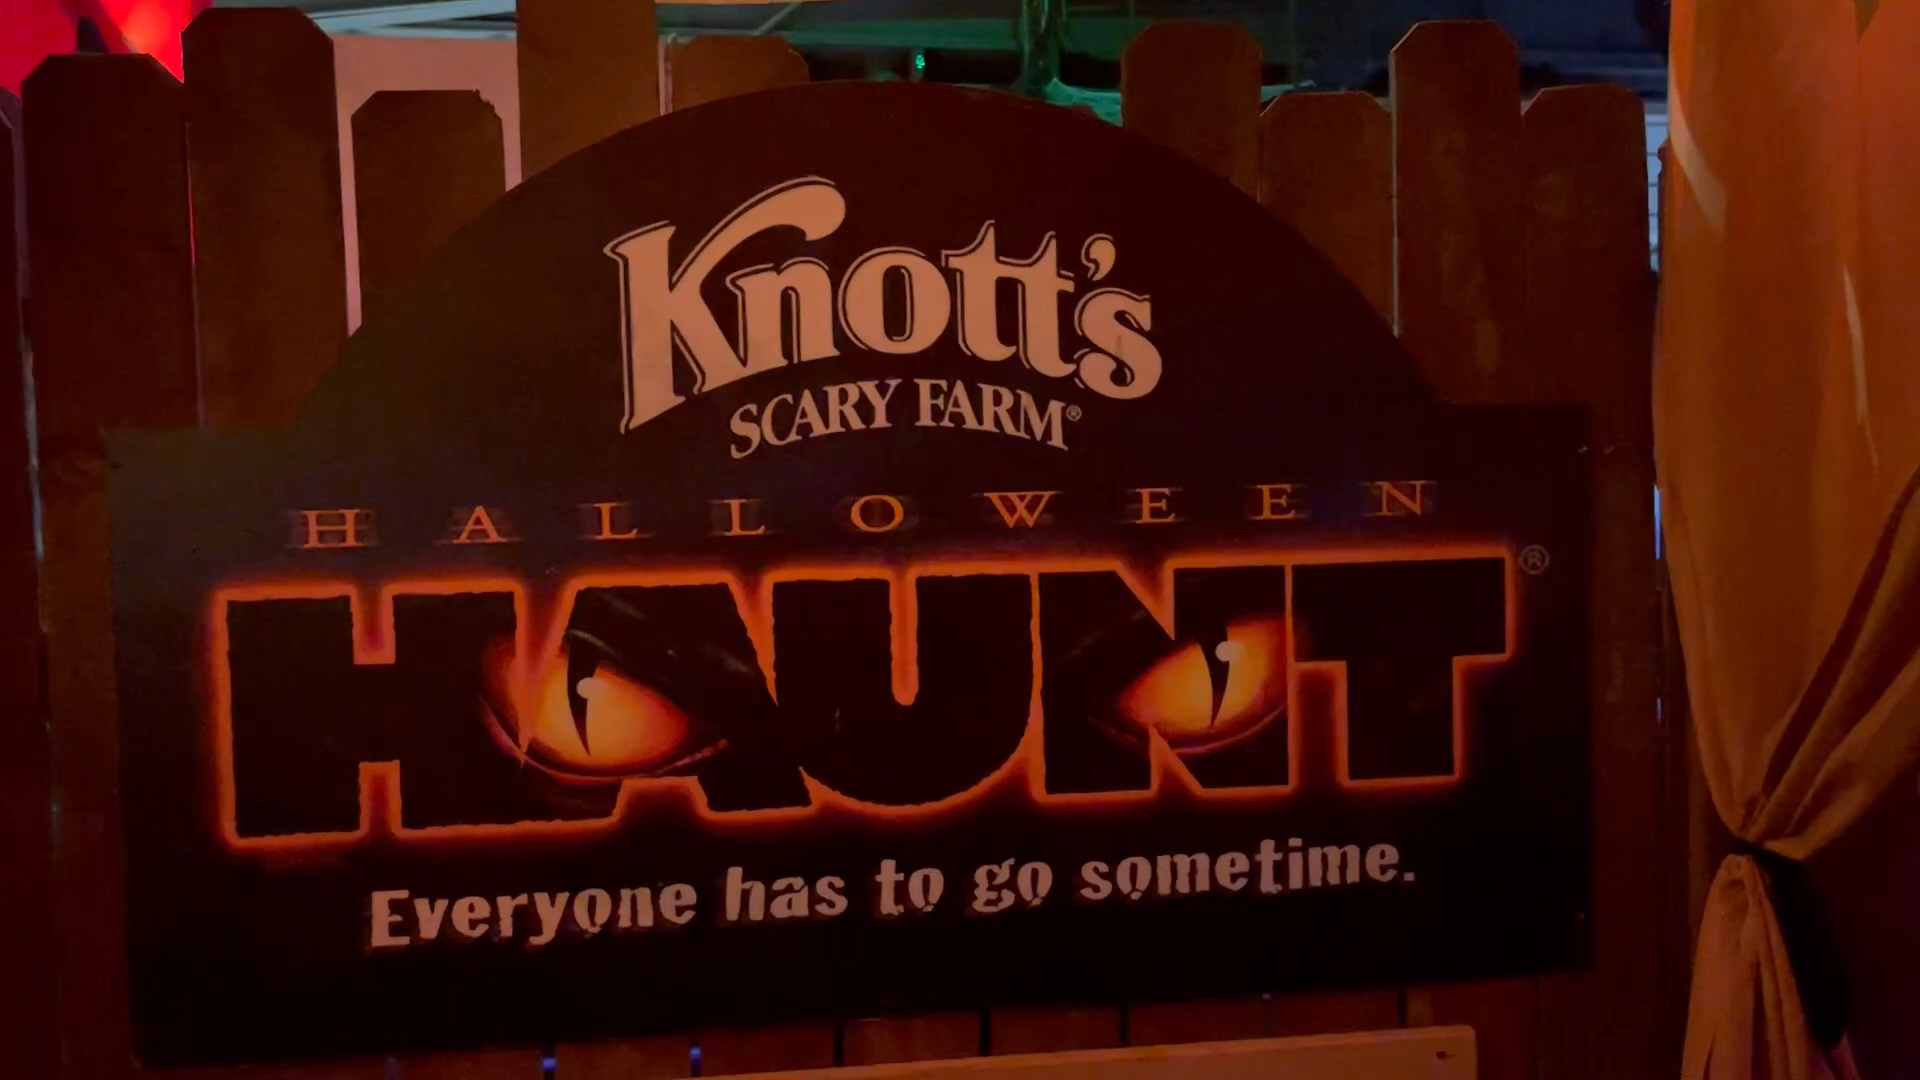 Knott's
SCARY FARM®
HALLOWEEN
HAUNT®
Everyone has to go sometime.